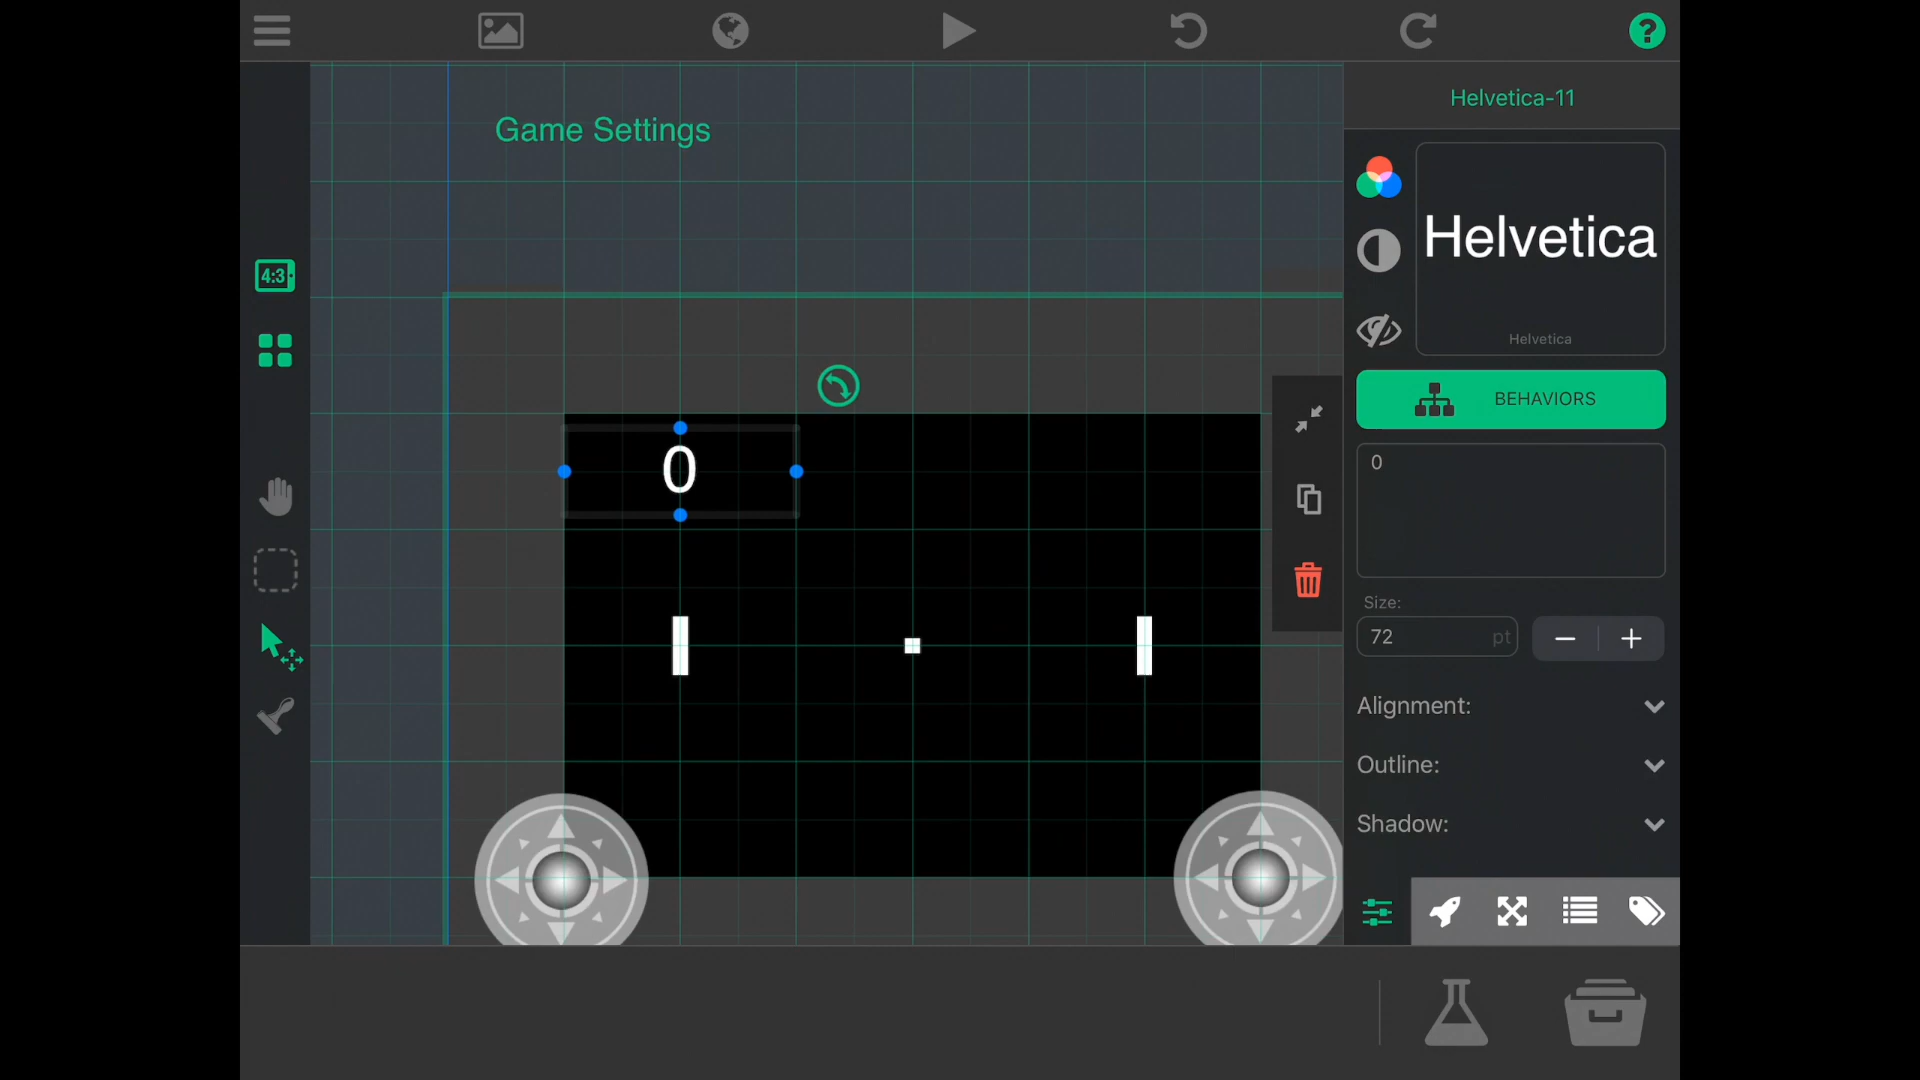 ?
Helvetica-11
Game Settings
Helvetica
Helvetica
4:3
BEHAVIORS
0
0
Size:
72 pt
Alignment:
Outline:
Shadow: